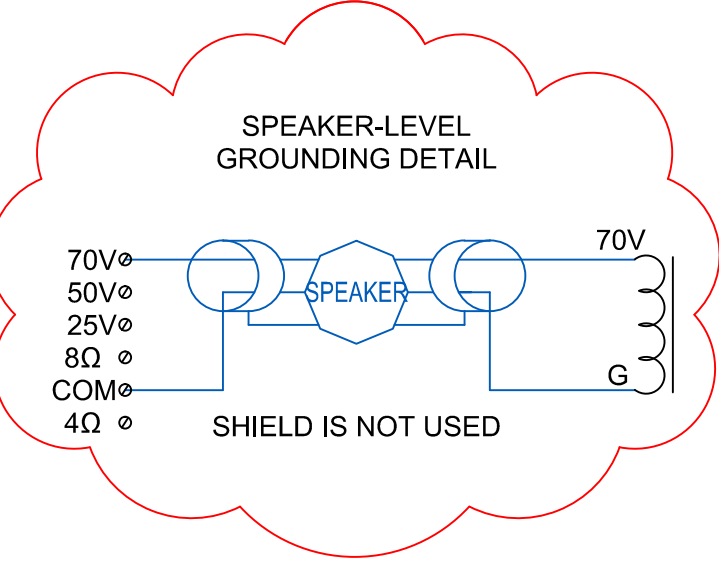 SPEAKER-LEVEL
GROUNDING DETAIL
70V
70V
50V
SPEAKER
25V
8Ω
G
COM
4Ω
SHIELD IS NOT USED